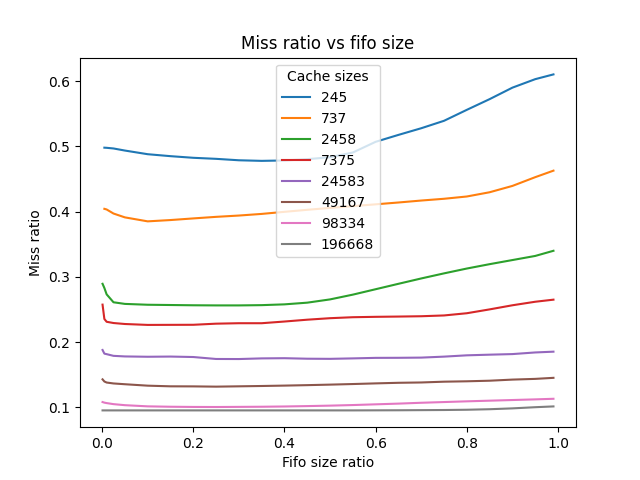 Miss ratio vs fifo size
Cache sizes
245
737
2458
7375
24583
49167
98334
196668
0.6
0.5
0.4
0.3
0.2
0.1
Miss ratio
0.0 0.2 0.4 0.6 0.8 1.0
Fifo size ratio